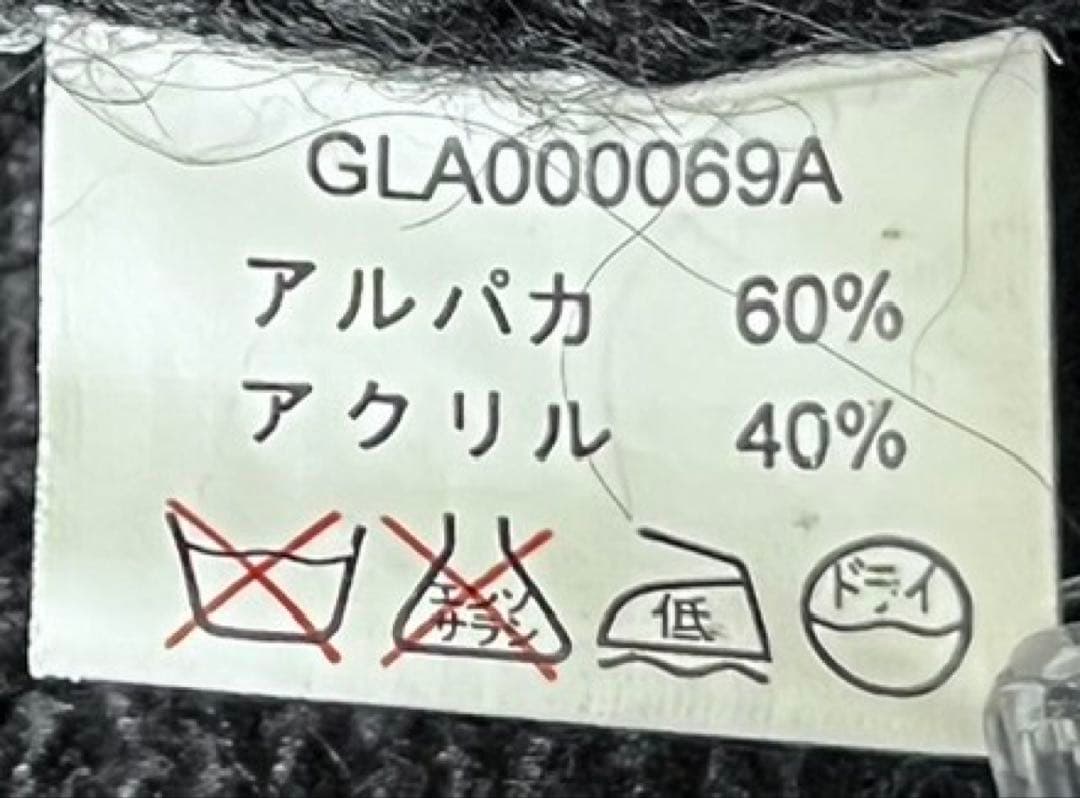 GLA000069A
アルパカ 60%
アクリル 40%
エンソ
サラシ
低
ドライ